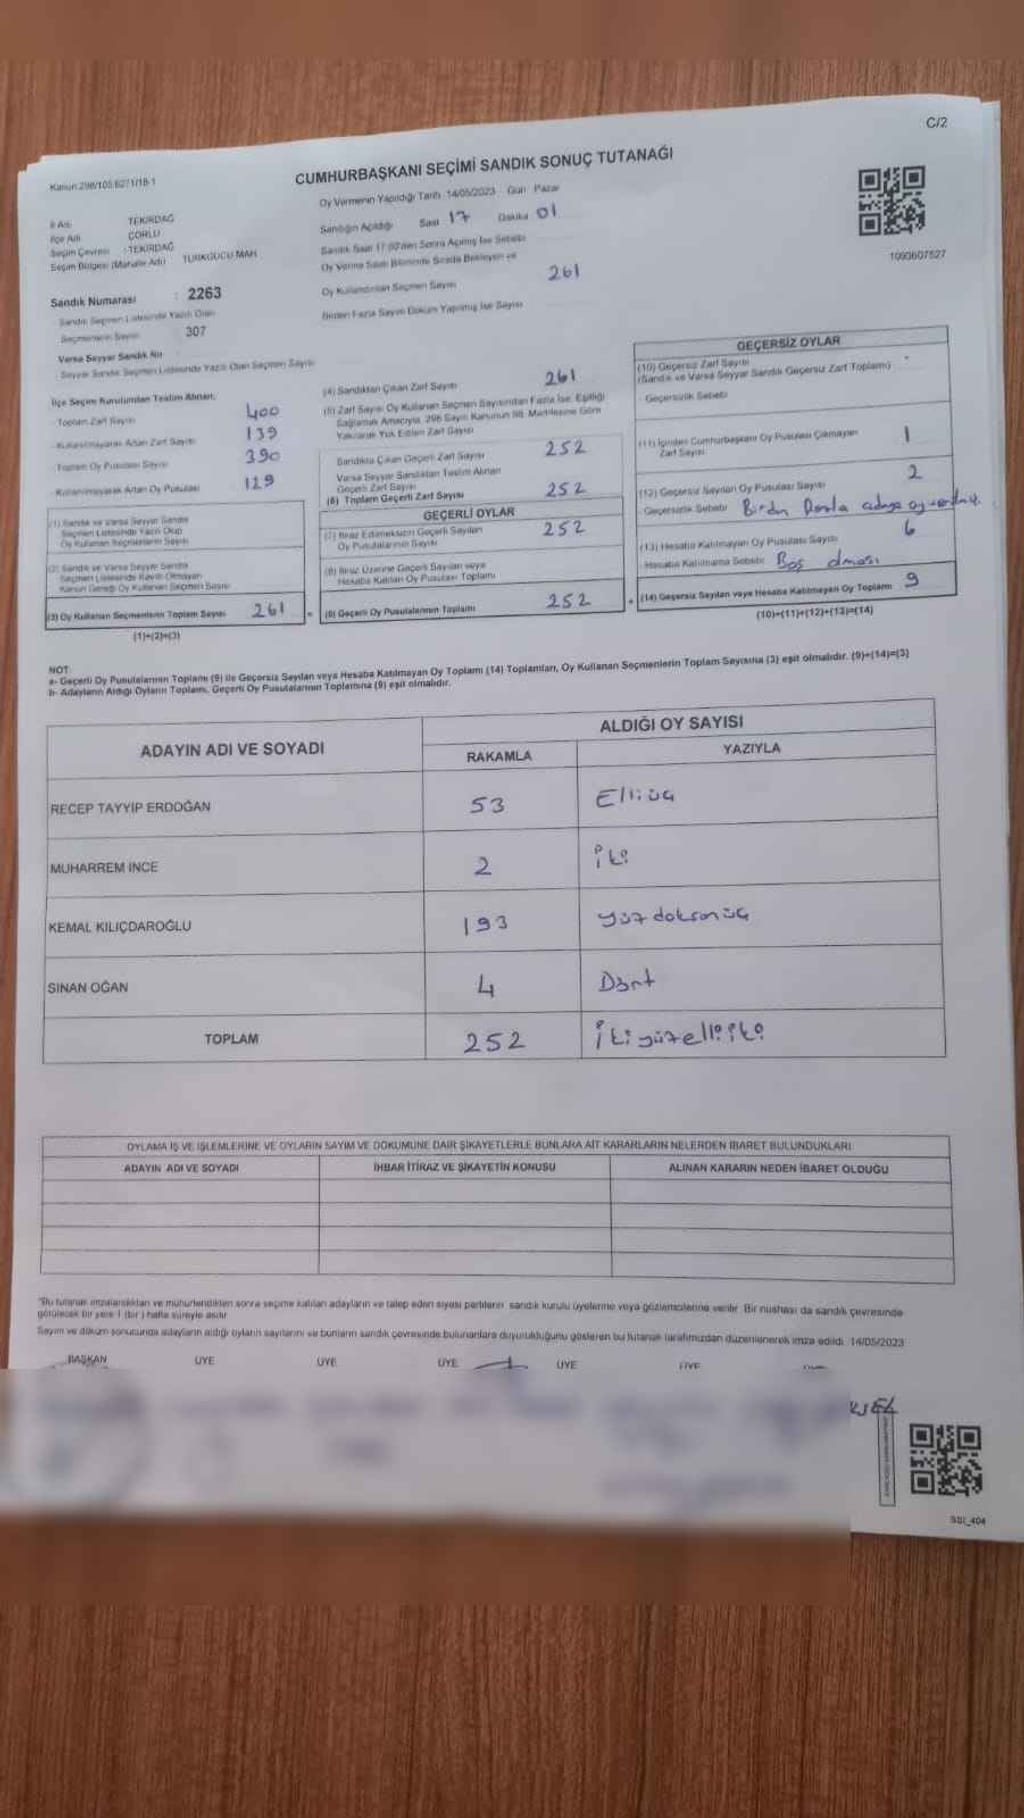 C/2
Kanun:298/105.6271/18-1
CUMHURBAŞKANI SEÇİMİ SANDIK SONUÇ TUTANAĞI
Oy Vermenin Yapıldığı Tarih 14/05/2023 Gün Pazar
Sandığın Açıldığı Saat 17 Dakika 01
Sandık Saat 17:00'den Sonra Açılmış İse Sebebi
Oy Verme Saati Bitiminde Sırada Bekleyen ve
Oy Kullandırılan Seçmen Sayısı 261
Birden Fazla Sayım Döküm Yapılmış İse Sayısı
1093607527
İl Adı: TEKİRDAĞ
İlçe Adı ÇORLU
Seçim Çevresi : TEKİRDAĞ
Seçim Bölgesi (Mahalle Adı) TÜRKGÜCÜ MAH
Sandık Numarası : 2263
Sandık Seçmen Listesinde Yazılı Olan
Seçmenlerin Sayısı 307
Varsa Seyyar Sandık No
Seyyar Sandık Seçmen Listesinde Yazılı Olan Seçmen Sayısı
İlçe Seçim Kurulundan Teslim Alınan;
Toplam Zarf Sayısı 400
Kullanılmayarak Artan Zarf Sayısı 139
Toplam Oy Pusulası Sayısı 390
Kullanılmayarak Artan Oy Pusulası 129
(1) Sandık ve Varsa Seyyar Sandık
Seçmen Listesinde Yazılı Olup
Oy Kullanan Seçmenlerin Sayısı
(2) Sandık ve Varsa Seyyar Sandık
Seçmen Listesinde Kayıtlı Olmayan
Kanun Gereği Oy Kullanan Seçmen Sayısı
(3) Oy Kullanan Seçmenlerin Toplam Sayısı 261 =
(1)+(2)=(3)
(4) Sandıktan Çıkan Zarf Sayısı 261
(5) Zarf Sayısı Oy Kullanan Seçmen Sayısından Fazla İse, Eşitliği
Sağlamak Amacıyla, 298 Sayılı Kanunun 98. Maddesine Göre
Yakılarak Yok Edilen Zarf Sayısı
Sandıkta Çıkan Geçerli Zarf Sayısı 252
Varsa Seyyar Sandıktan Teslim Alınan
Geçerli Zarf Sayısı
(6) Toplam Geçerli Zarf Sayısı 252
GEÇERLİ OYLAR
(7) İtiraz Edilmeksizin Geçerli Sayılan
Oy Pusulalarının Sayısı 252
(8) İtiraz Üzerine Geçerli Sayılan veya
Hesaba Katılan Oy Pusulası Toplamı
(9) Geçerli Oy Pusulalarının Toplamı 252 +
GEÇERSİZ OYLAR
(10) Geçersiz Zarf Sayısı
(Sandık ve Varsa Seyyar Sandık Geçersiz Zarf Toplamı)
Geçersizlik Sebebi
(11) İçinden Cumhurbaşkanı Oy Pusulası Çıkmayan
Zarf Sayısı 1
(12) Geçersiz Sayılan Oy Pusulası Sayısı 2
Geçersizlik Sebebi
(13) Hesaba Katılmayan Oy Pusulası Sayısı 6
Hesaba Katılmama Sebebi Boş olması
(14) Geçersiz Sayılan veya Hesaba Katılmayan Oy Toplamı 9
(10)+(11)+(12)+(13)=(14)
NOT:
a- Geçerli Oy Pusulalarının Toplamı (9) ile Geçersiz Sayılan veya Hesaba Katılmayan Oy Toplamı (14) Toplamları, Oy Kullanan Seçmenlerin Toplam Sayısına (3) eşit olmalıdır. (9)+(14)=(3)
b- Adayların Aldığı Oyların Toplamı, Geçerli Oy Pusulalarının Toplamına (9) eşit olmalıdır.
ADAYIN ADI VE SOYADI
ALDIĞI OY SAYISI
RAKAMLA YAZIYLA
RECEP TAYYİP ERDOĞAN 53 Elliüç
MUHARREM İNCE 2 iki
KEMAL KILIÇDAROĞLU 193 yüzdoksanüç
SİNAN OĞAN 4 Dört
TOPLAM 252 ikiyüzelliiki
OYLAMA İŞ VE İŞLEMLERİNE VE OYLARIN SAYIM VE DÖKÜMÜNE DAİR ŞİKAYETLERLE BUNLARA AİT KARARLARIN NELERDEN İBARET BULUNDUKLARI
ADAYIN ADI VE SOYADI İHBAR İTİRAZ VE ŞİKAYETİN KONUSU ALINAN KARARIN NEDEN İBARET OLDUĞU
*Bu tutanak imzalandıktan ve mühürlendikten sonra seçime katılan adayların ve talep eden siyasi partilerin sandık kurulu üyelerine veya gözlemcilerine verilir. Bir nüshası da sandık çevresinde
görülecek bir yere 1 (bir) hafta süreyle asılır
Sayım ve döküm sonucunda adayların aldığı oyların sayılarını ve bunların sandık çevresinde bulunanlara duyurulduğunu gösteren bu tutanak tarafımızdan düzenlenerek imza edildi. 14/05/2023
BAŞKAN ÜYE ÜYE ÜYE ÜYE ÜYE